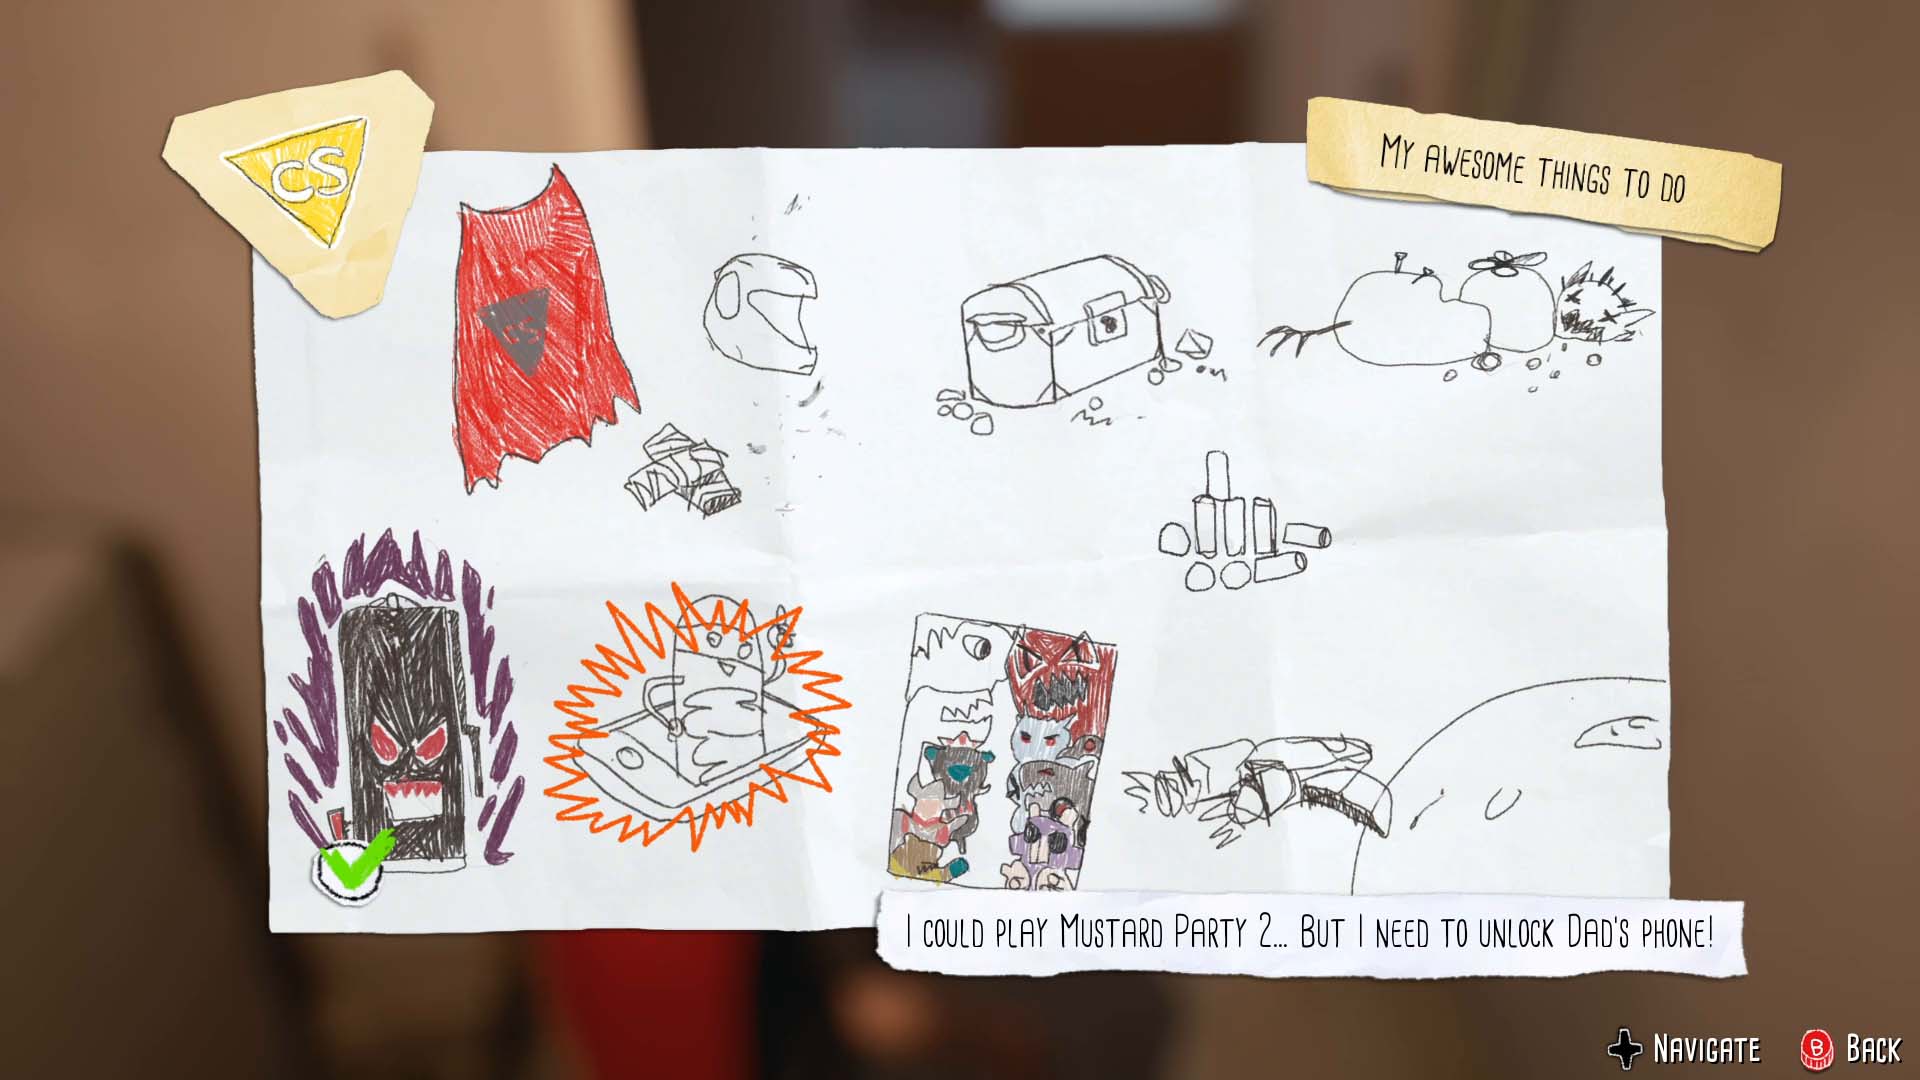 CS
MY AWESOME THINGS TO DO
CS
I COULD PLAY MUSTARD PARTY 2... BUT I NEED TO UNLOCK DAD'S PHONE!
NAVIGATE
B BACK